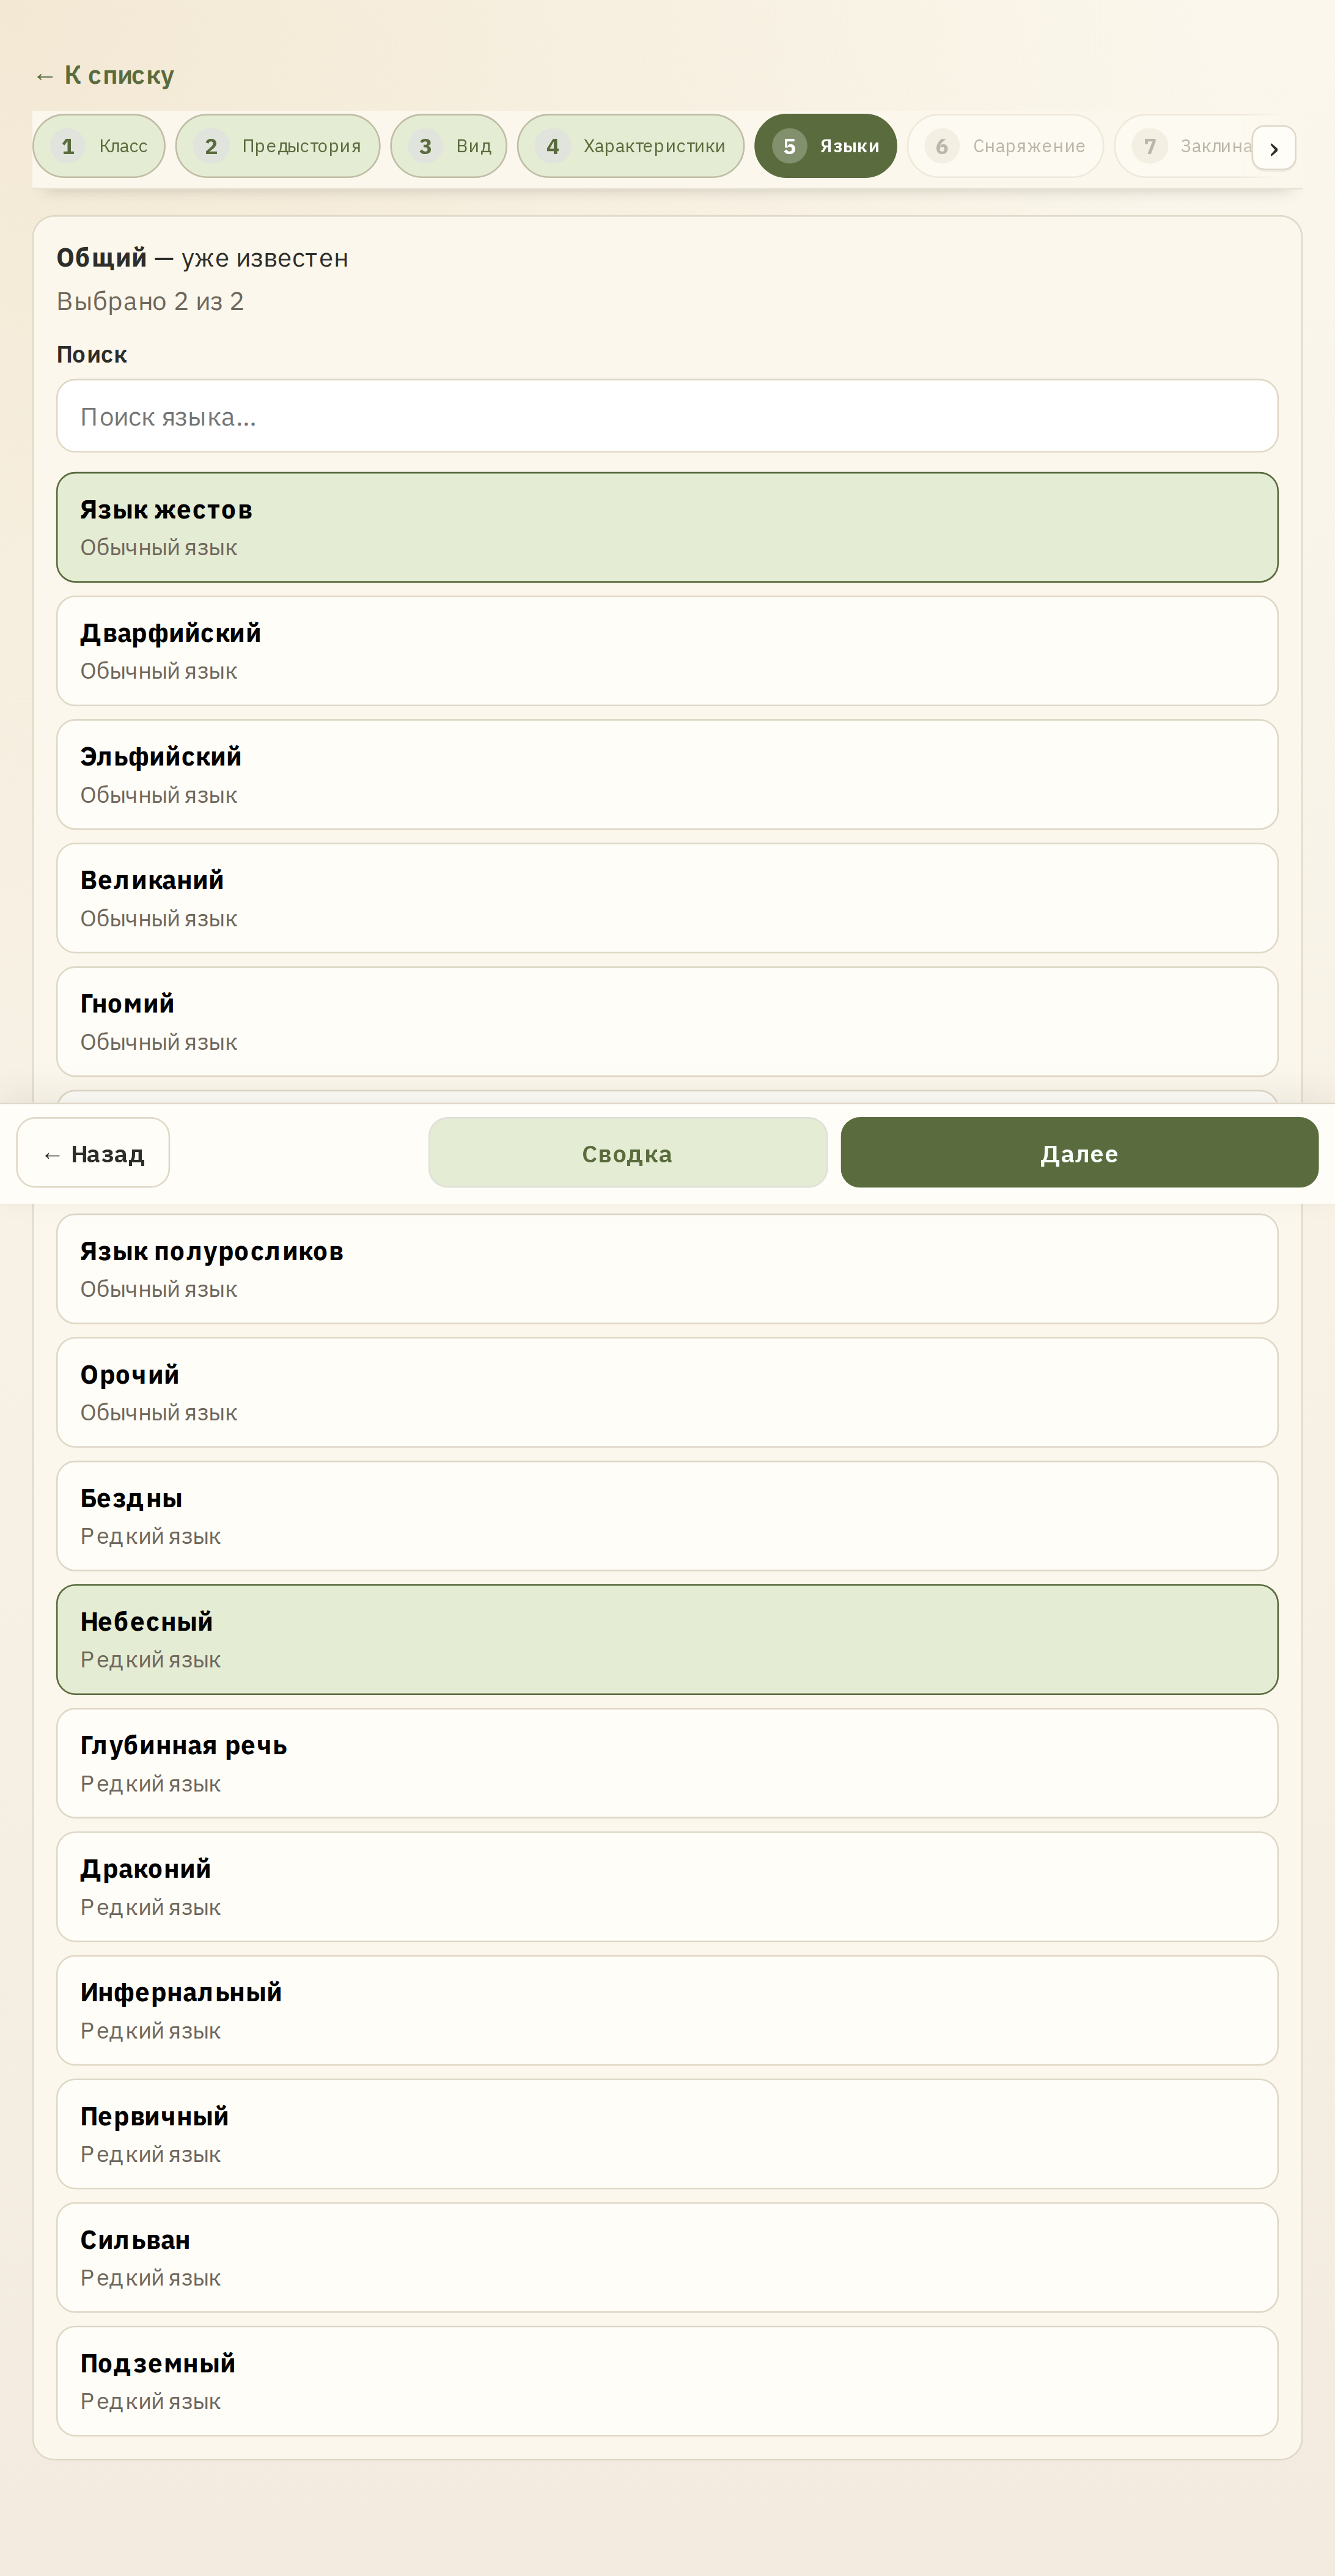 ← К списку
1 Класс 2 Предыстория 3 Вид 4 Характеристики 5 Языки 6 Снаряжение 7 Заклина ›
Общий — уже известен
Выбрано 2 из 2
Поиск
Поиск языка...
Язык жестов
Обычный язык
Дварфийский
Обычный язык
Эльфийский
Обычный язык
Великаний
Обычный язык
Гномий
Обычный язык
← Назад Сводка Далее
Язык полуросликов
Обычный язык
Орочий
Обычный язык
Бездны
Редкий язык
Небесный
Редкий язык
Глубинная речь
Редкий язык
Драконий
Редкий язык
Инфернальный
Редкий язык
Первичный
Редкий язык
Сильван
Редкий язык
Подземный
Редкий язык